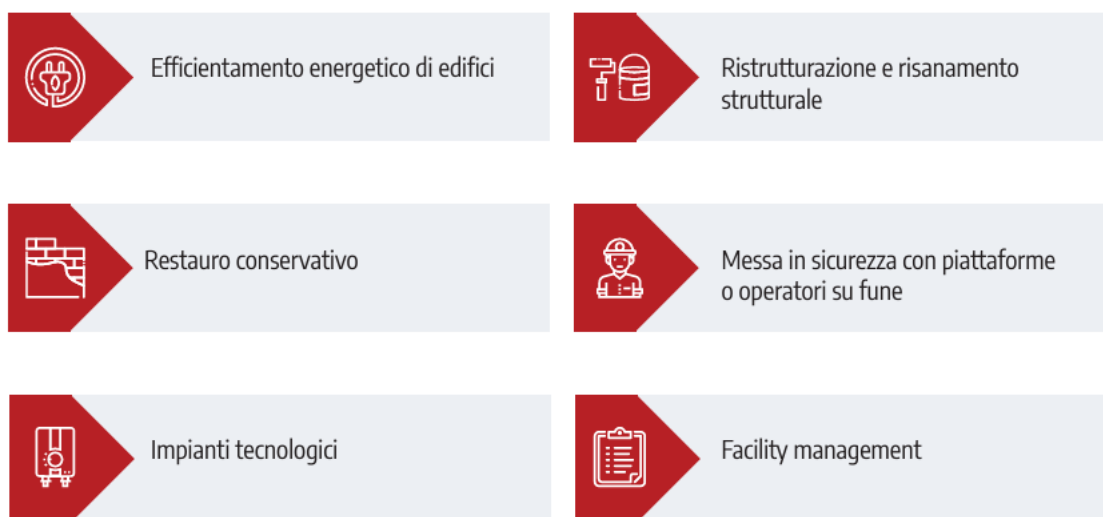 Efficientamento energetico di edifici
Ristrutturazione e risanamento
strutturale
Restauro conservativo
Messa in sicurezza con piattaforme
o operatori su fune
Impianti tecnologici
Facility management